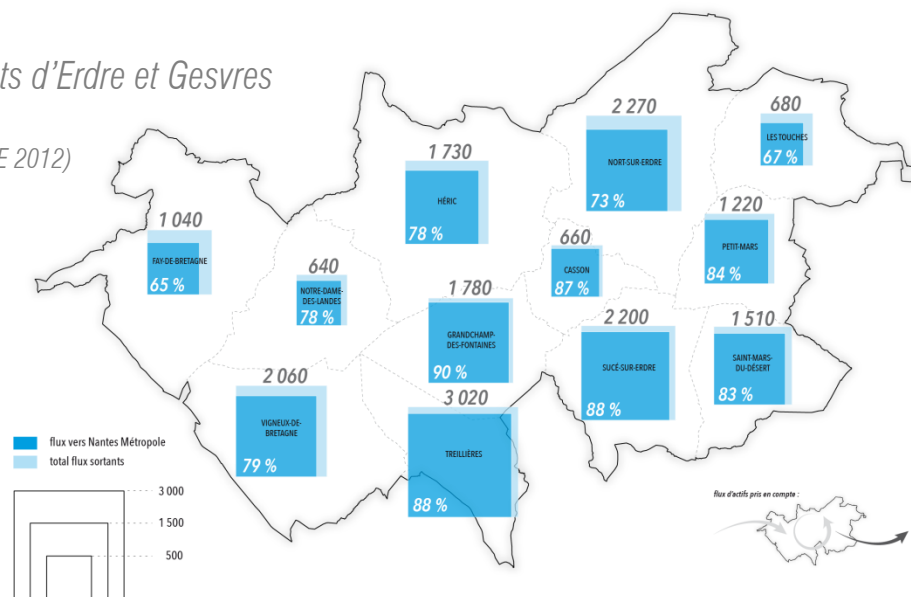 ts d'Erdre et Gesvres
E 2012)
2 270
NORT-SUR-ERDRE
73 %
680
LES TOUCHES
67 %
1 730
HÉRIC
78 %
1 040
FAY-DE-BRETAGNE
65 %
1 220
PETIT-MARS
84 %
660
CASSON
87 %
640
NOTRE-DAME-
DES-LANDES
78 %
1 780
GRANDCHAMP-
DES-FONTAINES
90 %
2 200
SUCÉ-SUR-ERDRE
88 %
1 510
SAINT-MARS-
DU-DÉSERT
83 %
2 060
VIGNEUX-DE-
BRETAGNE
79 %
3 020
TREILLIÈRES
88 %
flux vers Nantes Métropole
total flux sortants
3 000
1 500
500
flux d'actifs pris en compte :